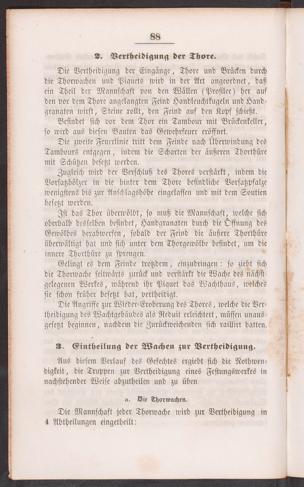 88
2. Vertheidigung der Thore.
Die Vertheidigung der Eingänge, Thore und Brücken durch
die Thorwachen und Piquets wird in der Art angeordnet, daß
ein Theil der Mannschaft von den Wällen (Profiles) her auf
den vor dem Thore angelangten Feind Handleuchtkugeln und Hand-
granaten wirft, Steine rollt, den Feind auf den Kopf schießt.
Befindet sich vor dem Thor ein Tambour mit Brückenkeller,
so wird aus diesen Bauten das Gewehrfeuer eröffnet.
Die zweite Feuerlinie tritt dem Feinde nach Überwindung des
Tambours entgegen, indem die Scharten der äußeren Thorthüre
mit Schützen besetzt werden.
Zugleich wird der Verschluß des Thores verstärkt, indem die
Vorsatzhölzer in die hinter dem Thore befindliche Vorsatzfalze
wenigstens bis zur Anschlagshöhe eingelassen und mit dem Soutien
besetzt werden.
Ist das Thor überwölbt, so muß die Mannschaft, welche sich
oberhalb desselben befindet, Handgranaten durch die Öffnung des
Gewölbes herabwerfen, sobald der Feind die äußere Thorthüre
überwältigt hat und sich unter dem Thorgewölbe befindet, um die
innere Thorthüre zu sprengen.
Gelingt es dem Feinde trotzdem, einzudringen: so zieht sich
die Thorwache seitwärts zurück und verstärkt die Wache des nächst-
gelegenen Werkes, während ihr Piquet das Wachthaus, welches
sie schon früher besetzt hat, vertheidigt.
Die Angriffe zur Wieder-Eroberung des Thores, welche die Ver-
theidigung des Wachtgebäudes als Reduit erleichtert, müssen unaus-
gesetzt beginnen, nachdem die Zurückweichenden sich railliirt hatten.
3. Eintheilung der Wachen zur Vertheidigung.
Aus diesem Verlauf des Gefechtes ergiebt sich die Nothwen-
digkeit, die Truppen zur Vertheidigung eines Festungswerkes in
nachstehender Weise abzutheilen und zu üben
a. Die Thorwachen.
Die Mannschaft jeder Thorwache wird zur Vertheidigung in
4 Abtheilungen eingetheilt: